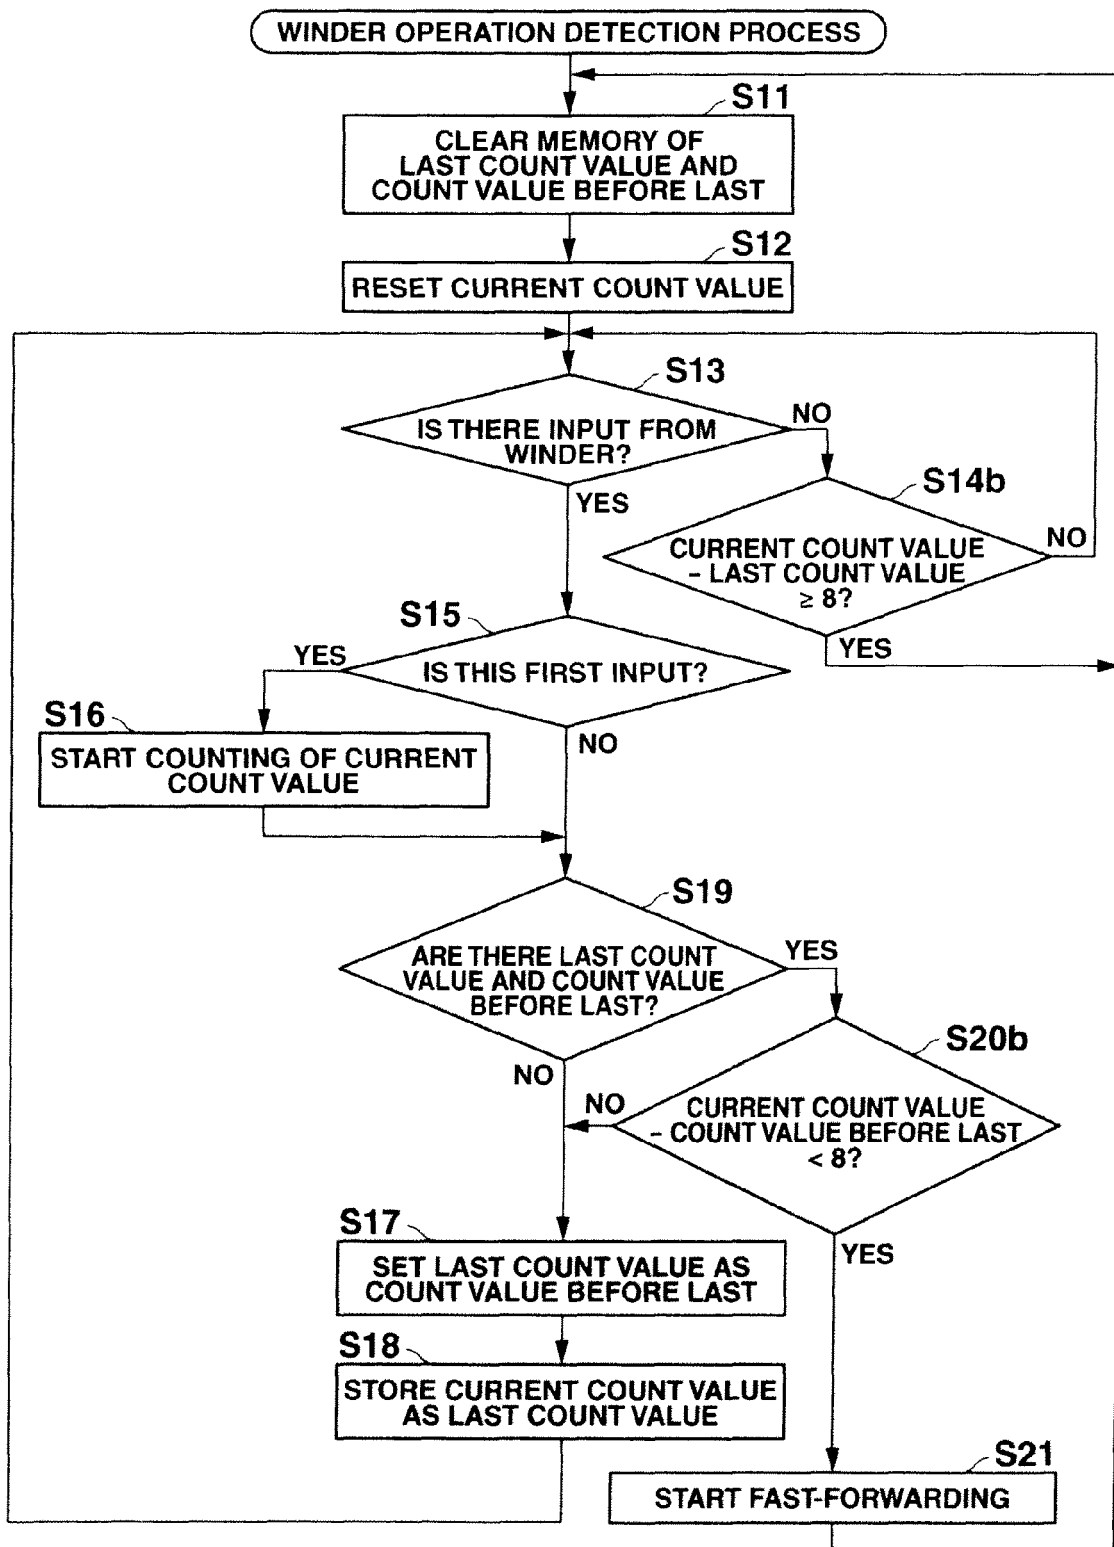 WINDER OPERATION DETECTION PROCESS
S11
CLEAR MEMORY OF
LAST COUNT VALUE AND
COUNT VALUE BEFORE LAST
S12
RESET CURRENT COUNT VALUE
S13
IS THERE INPUT FROM
WINDER?
NO
YES
S14b
CURRENT COUNT VALUE
– LAST COUNT VALUE
≥ 8?
NO
YES
S15
IS THIS FIRST INPUT?
YES
NO
S16
START COUNTING OF CURRENT
COUNT VALUE
S19
ARE THERE LAST COUNT
VALUE AND COUNT VALUE
BEFORE LAST?
YES
NO
S20b
CURRENT COUNT VALUE
– COUNT VALUE BEFORE LAST
< 8?
NO
YES
S17
SET LAST COUNT VALUE AS
COUNT VALUE BEFORE LAST
S18
STORE CURRENT COUNT VALUE
AS LAST COUNT VALUE
S21
START FAST-FORWARDING